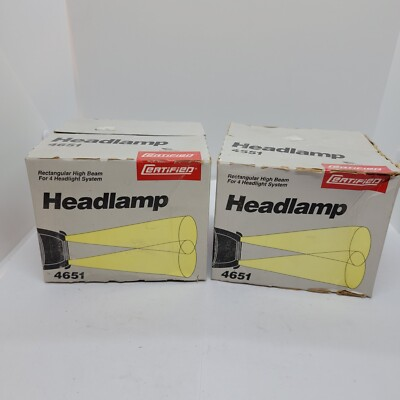 Headlamp
4651
CERTIFIED
Rectangular High Beam
For 4 Headlight System
Headlamp
4651
Headlamp
4651
CERTIFIED
Rectangular High Beam
For 4 Headlight System
Headlamp
4651